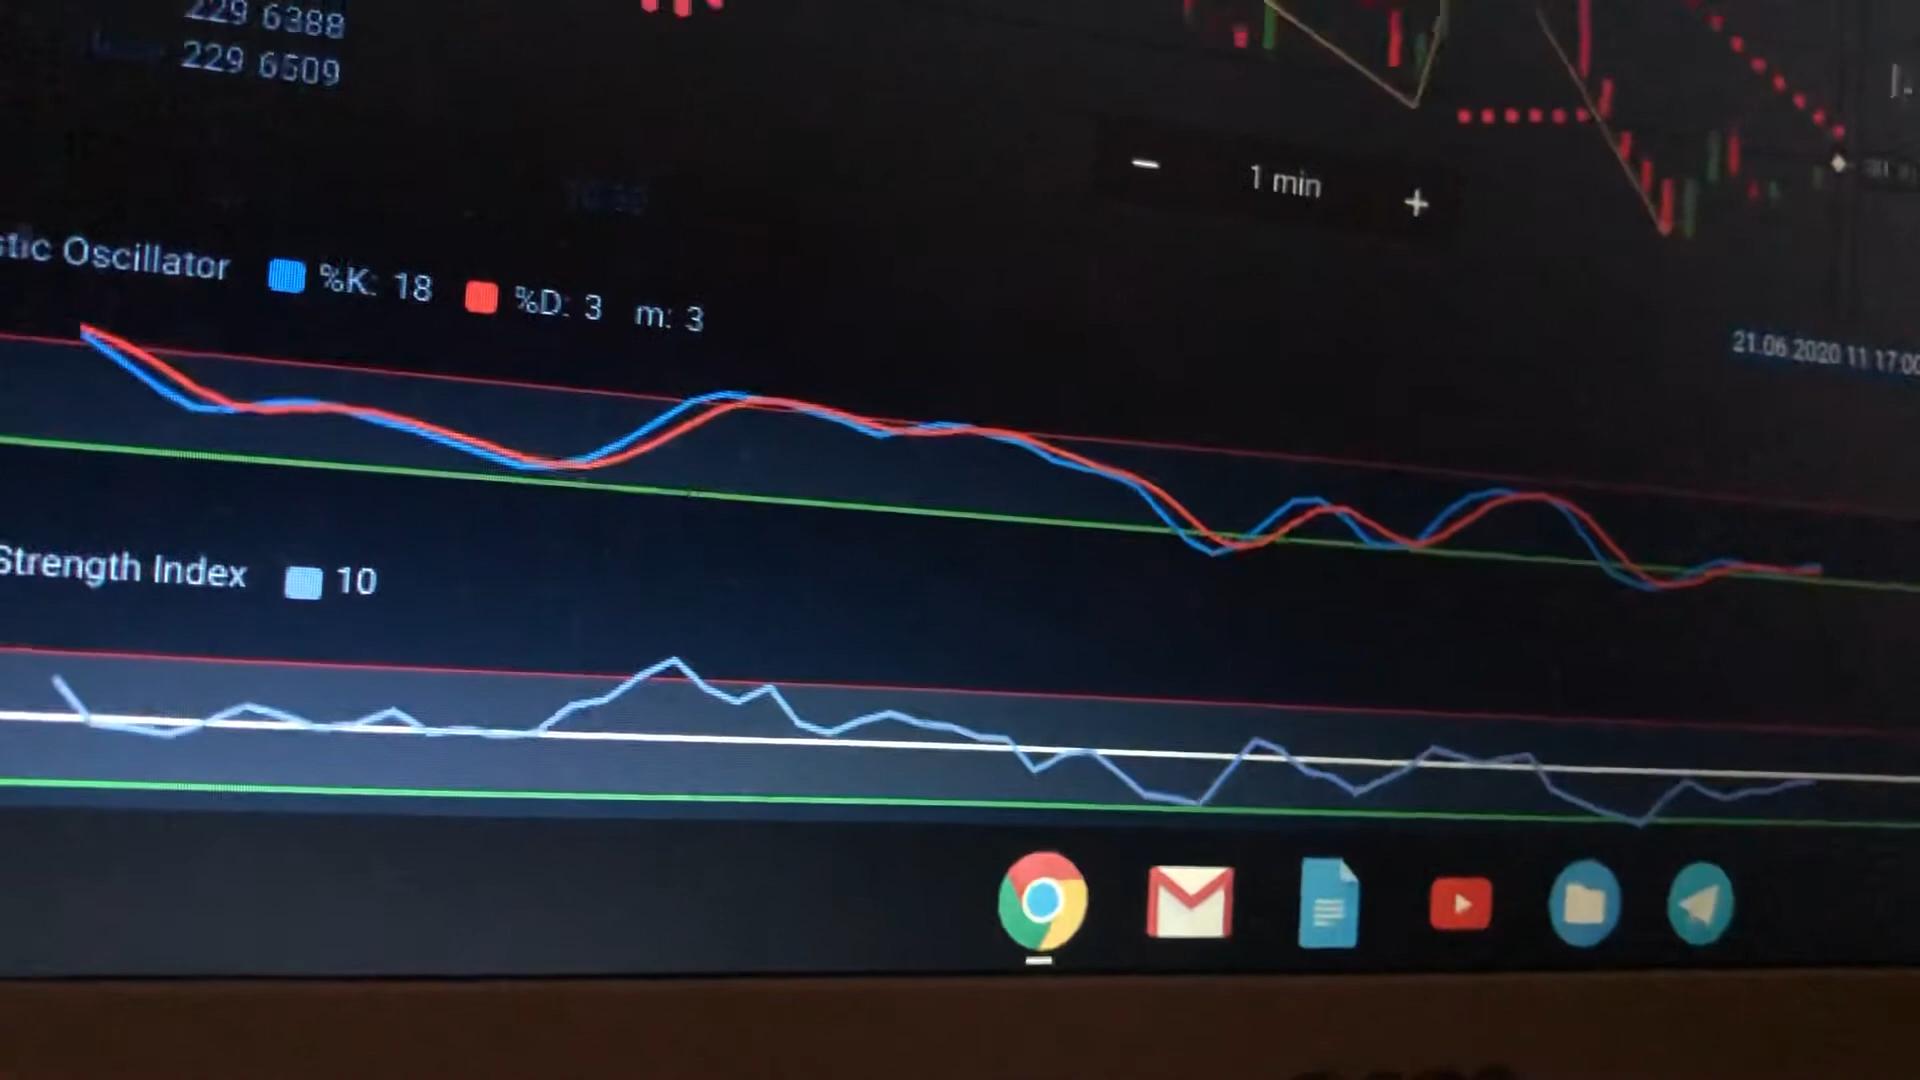 229 6388
229 6509
1 min
stic Oscillator %K: 18 %D: 3 m: 3
21.06.2020 11:17:00
Strength Index 10